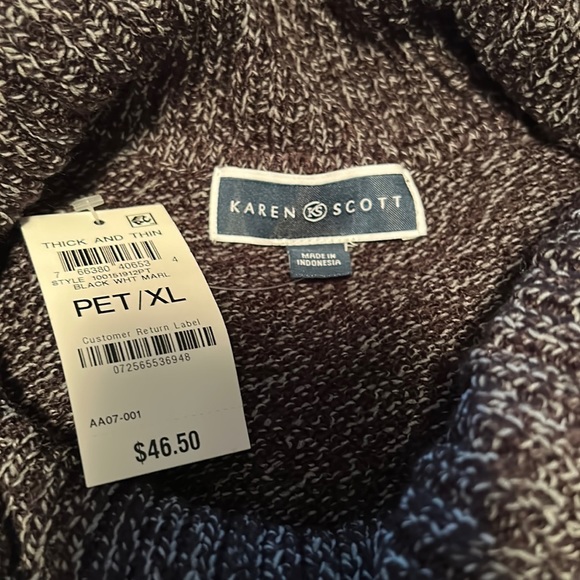 KAREN KS SCOTT
MADE IN
INDONESIA
THICK AND THIN
7 66380 40653 4
STYLE 100151912PT
BLACK WHT MARL
PET/XL
Customer Return Label
072565536948
AA07-001
$46.50